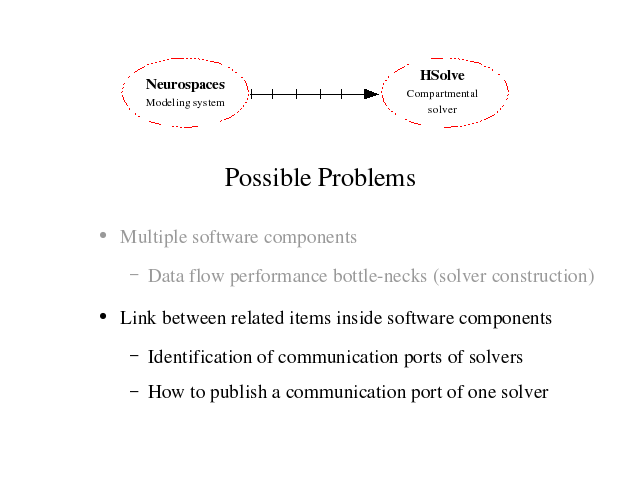 Neurospaces
Modeling system
HSolve
Compartmental
solver
Possible Problems
• Multiple software components
– Data flow performance bottle-necks (solver construction)
• Link between related items inside software components
– Identification of communication ports of solvers
– How to publish a communication port of one solver